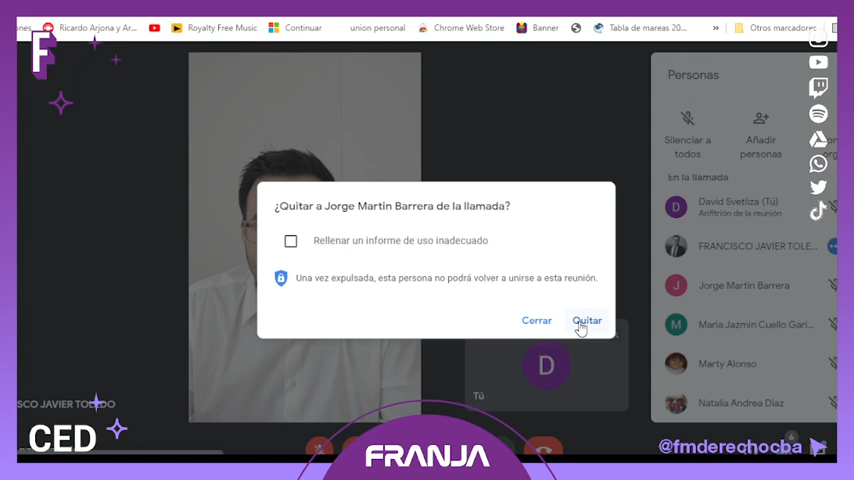 Ricardo Arjona y Ar...
Royalty Free Music
Continuar
union personal
Chrome Web Store
Banner
Tabla de mareas 20...
»
Otros marcadores
F
Personas
Silenciar a
todos
Añadir
personas
En la llamada
David Svetliza (Tú)
Anfitrión de la reunión
FRANCISCO JAVIER TOLE...
Jorge Martín Barrera
Maria Jazmin Cuello Gari...
Marty Alonso
Natalia Andrea Diaz
D
J
M
¿Quitar a Jorge Martín Barrera de la llamada?
Rellenar un informe de uso inadecuado
Una vez expulsada, esta persona no podrá volver a unirse a esta reunión.
Cerrar
Quitar
D
Tú
SCO JAVIER TOLEDO
CED
FRANJA
@fmderechocba
6